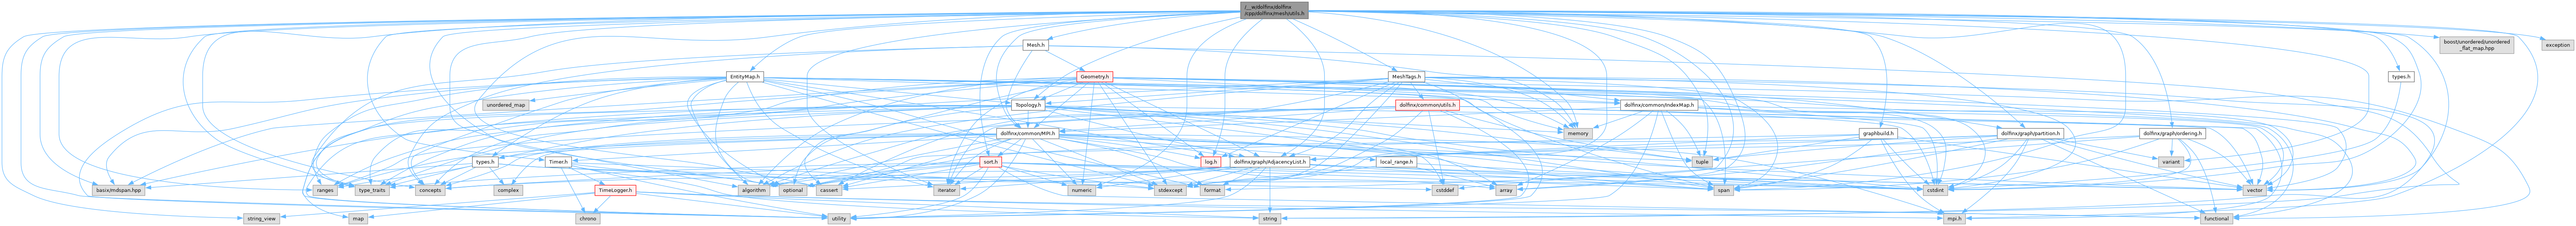 /__w/dolfinx/dolfinx
/cpp/dolfinx/mesh/utils.h
Mesh.h
boost/unordered/unordered
_flat_map.hpp
exception
EntityMap.h
Geometry.h
MeshTags.h
types.h
unordered_map
Topology.h
dolfinx/common/utils.h
dolfinx/common/IndexMap.h
dolfinx/common/MPI.h
memory
graphbuild.h
dolfinx/graph/partition.h
dolfinx/graph/ordering.h
types.h
Timer.h
sort.h
log.h
dolfinx/graph/AdjacencyList.h
local_range.h
tuple
variant
basix/mdspan.hpp
ranges
type_traits
concepts
complex
algorithm
optional
cassert
iterator
numeric
stdexcept
format
cstddef
array
span
cstdint
vector
TimeLogger.h
string_view
map
chrono
utility
string
mpi.h
functional